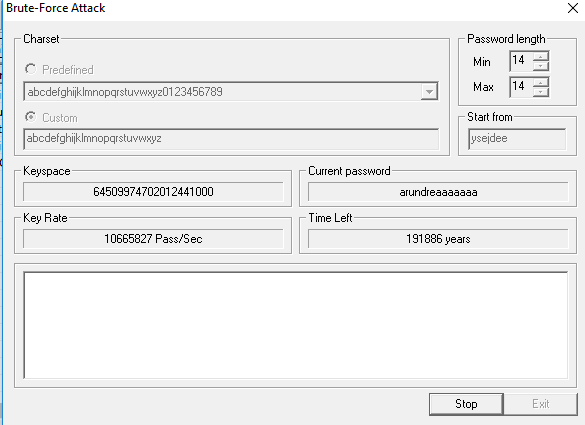 Brute-Force Attack
Charset
Predefined
abcdefghijklmnopqrstuvwxyz0123456789
Custom
abcdefghijklmnopqrstuvwxyz
Password length
Min 14
Max 14
Start from
ysejdee
Keyspace
64509974702012441000
Current password
arundreaaaaaaa
Key Rate
10665827 Pass/Sec
Time Left
191886 years
Stop
Exit